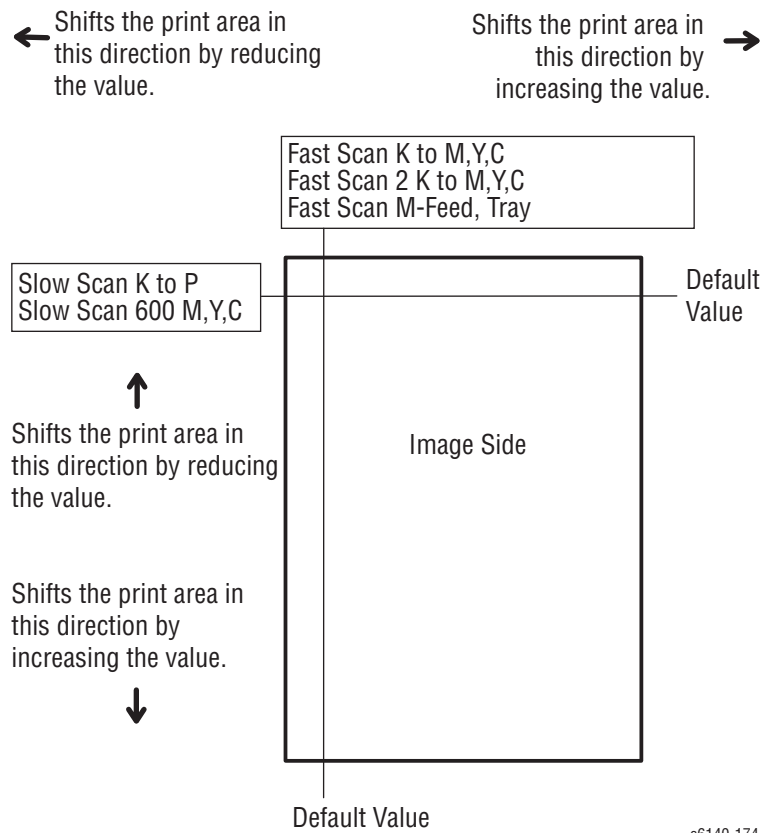 Shifts the print area in
this direction by reducing
the value.
Shifts the print area in
this direction by
increasing the value.
Fast Scan K to M,Y,C
Fast Scan 2 K to M,Y,C
Fast Scan M-Feed, Tray
Slow Scan K to P
Slow Scan 600 M,Y,C
Default
Value
Image Side
Shifts the print area in
this direction by reducing
the value.
Shifts the print area in
this direction by
increasing the value.
Default Value